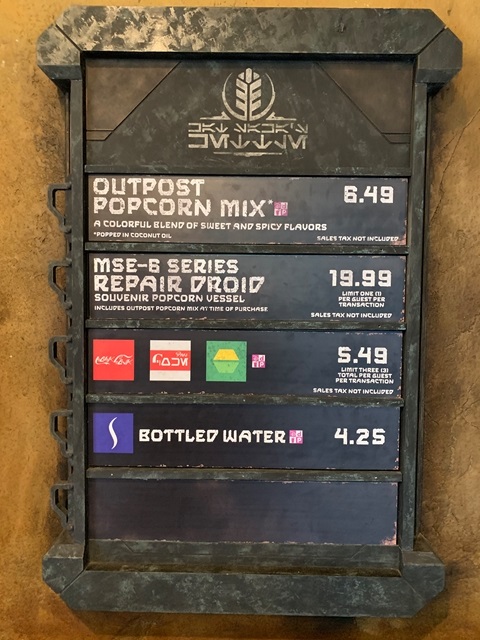 OUTPOST
POPCORN MIX* 6.49
A COLORFUL BLEND OF SWEET AND SPICY FLAVORS
*POPPED IN COCONUT OIL
SALES TAX NOT INCLUDED
MSE-6 SERIES
REPAIR DROID
SOUVENIR POPCORN VESSEL
INCLUDES OUTPOST POPCORN MIX AT TIME OF PURCHASE
19.99
LIMIT ONE (1)
PER GUEST PER
TRANSACTION
SALES TAX NOT INCLUDED
5.49
LIMIT THREE (3)
TOTAL PER GUEST
PER TRANSACTION
SALES TAX NOT INCLUDED
BOTTLED WATER 4.25